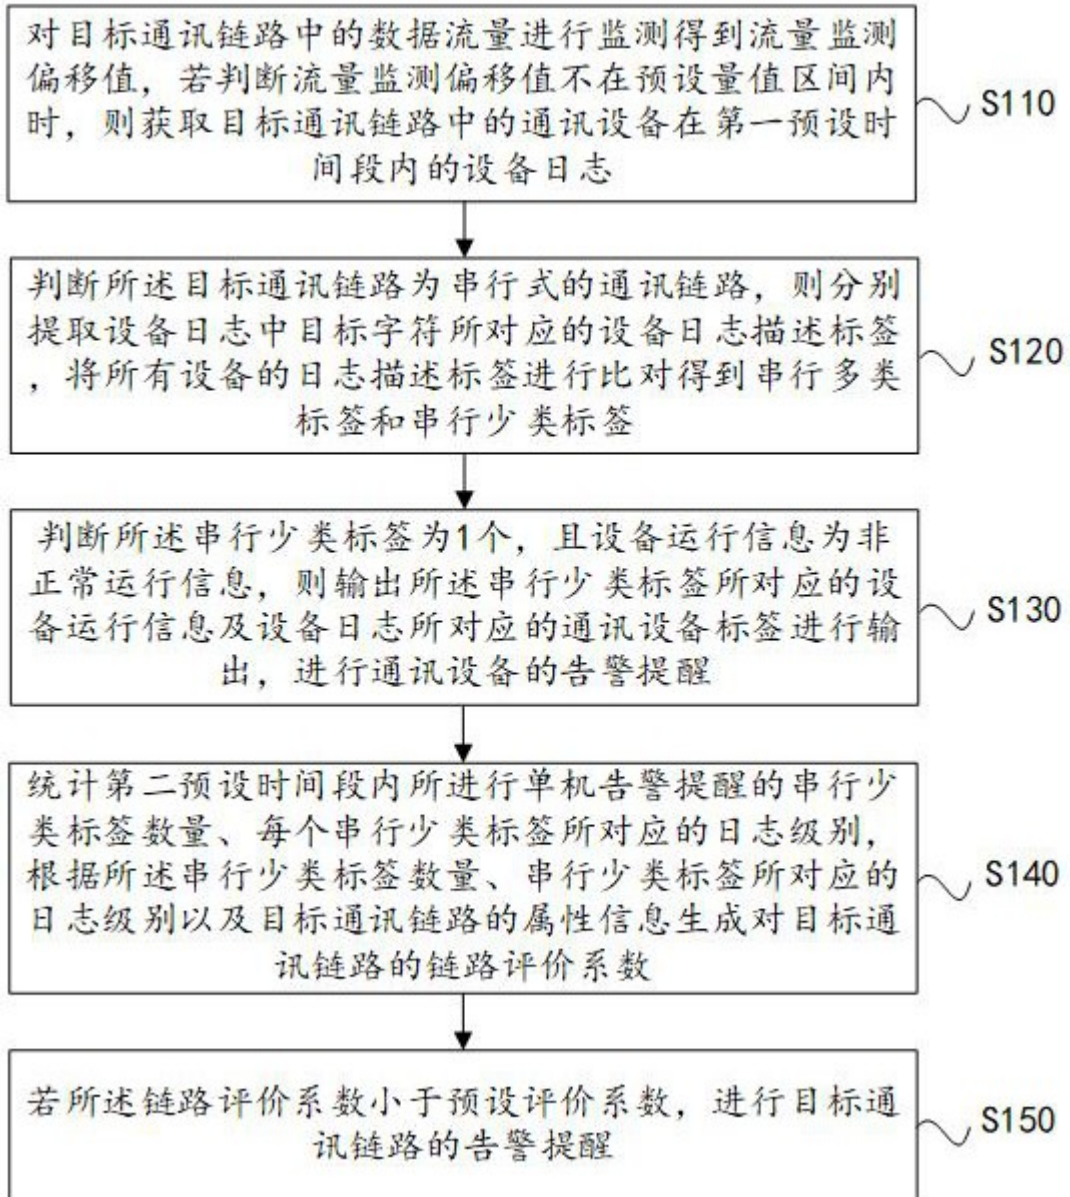 对目标通讯链路中的数据流量进行监测得到流量监测
偏移值，若判断流量监测偏移值不在预设量值区间内
时，则获取目标通讯链路中的通讯设备在第一预设时
间段内的设备日志
S110
判断所述目标通讯链路为串行式的通讯链路，则分别
提取设备日志中目标字符所对应的设备日志描述标签
，将所有设备的日志描述标签进行比对得到串行多类
标签和串行少类标签
S120
判断所述串行少类标签为1个，且设备运行信息为非
正常运行信息，则输出所述串行少类标签所对应的设
备运行信息及设备日志所对应的通讯设备标签进行输
出，进行通讯设备的告警提醒
S130
统计第二预设时间段内所进行单机告警提醒的串行少
类标签数量、每个串行少类标签所对应的日志级别，
根据所述串行少类标签数量、串行少类标签所对应的
日志级别以及目标通讯链路的属性信息生成对目标通
讯链路的链路评价系数
S140
若所述链路评价系数小于预设评价系数，进行目标通
讯链路的告警提醒
S150